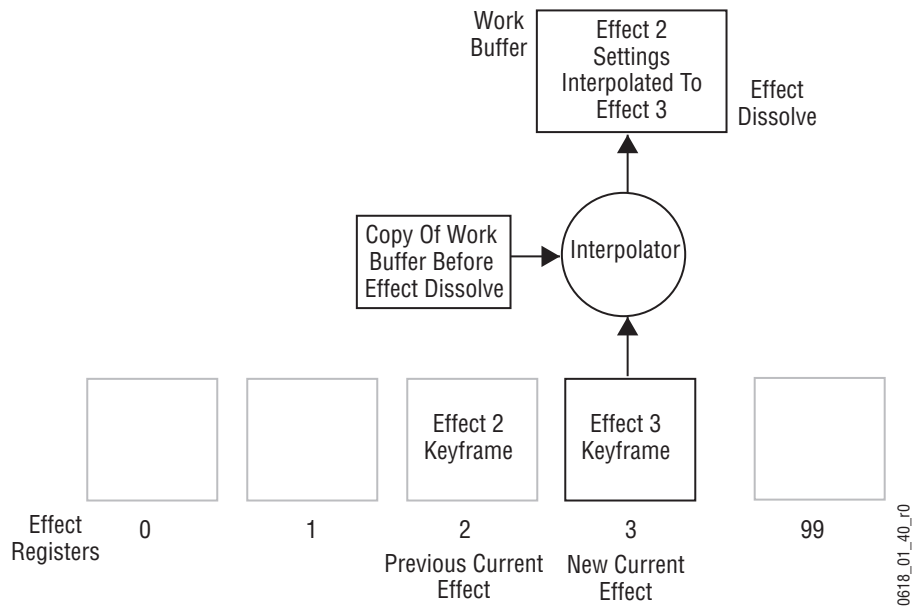 Work
Buffer
Effect 2
Settings
Interpolated To
Effect 3
Effect
Dissolve
Copy Of Work
Buffer Before
Effect Dissolve
Interpolator
Effect 2
Keyframe
Effect 3
Keyframe
Effect
Registers
0
1
2
3
99
Previous Current
Effect
New Current
Effect
0618_01_40_r0